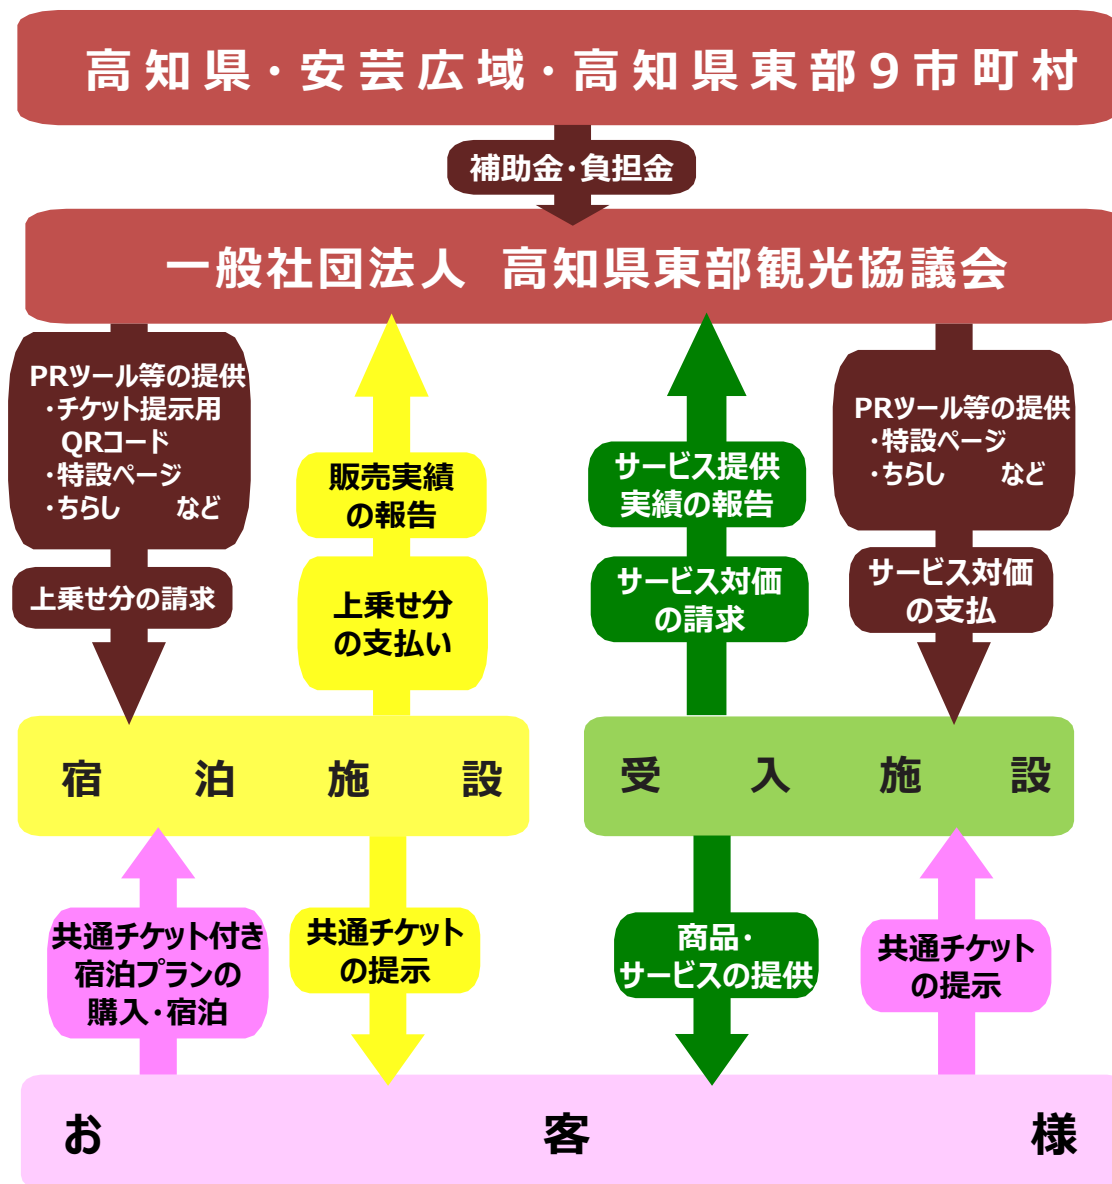 高知県・安芸広域・高知県東部９市町村
補助金・負担金
一般社団法人 高知県東部観光協議会
PRツール等の提供
・チケット提示用
QRコード
・特設ページ
・ちらし など
上乗せ分の請求
販売実績
の報告
上乗せ分
の支払い
サービス提供
実績の報告
サービス対価
の請求
PRツール等の提供
・特設ページ
・ちらし など
サービス対価
の支払
宿泊施設
受入施設
共通チケット付き
宿泊プランの
購入・宿泊
共通チケット
の提示
商品・
サービスの提供
共通チケット
の提示
お客様